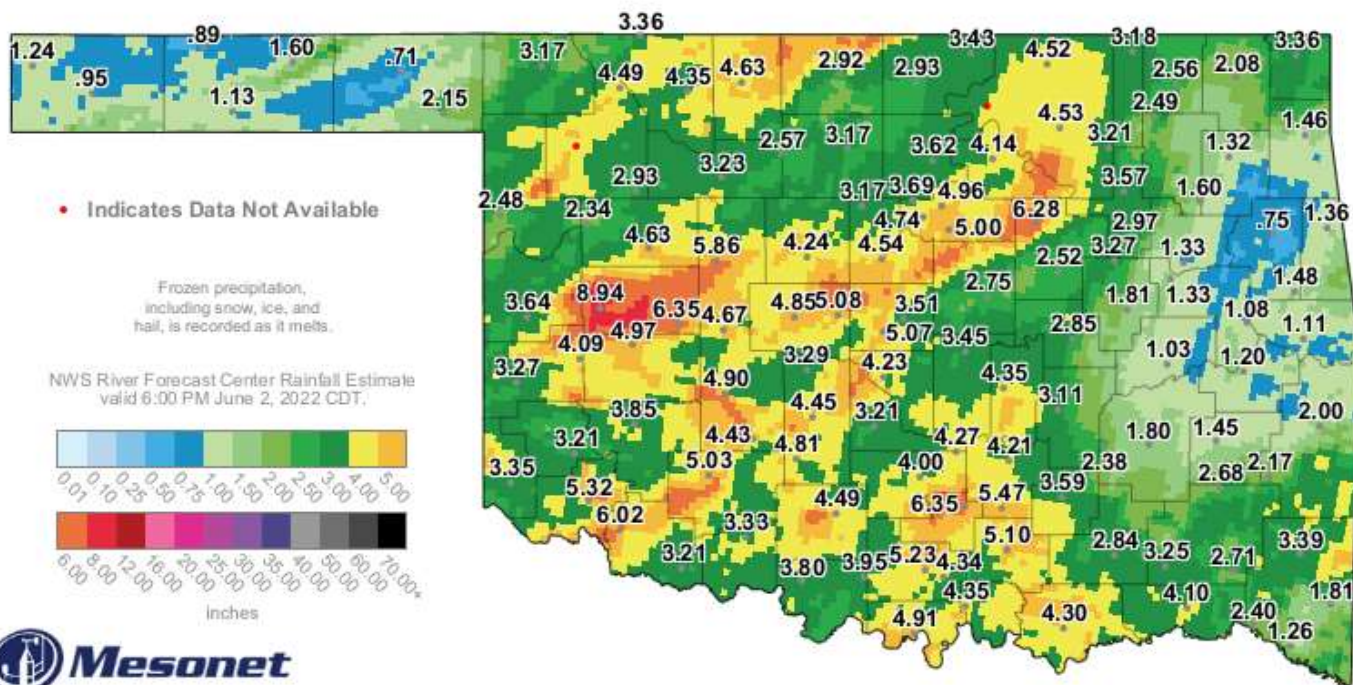 3.36
1.24 .89 1.60 .71 3.17 3.43 4.52 3.18 3.36
.95 1.13 2.15 4.49 4.35 4.63 2.92 2.93 2.56 2.08
4.53 2.49 1.46
2.57 3.17 3.62 4.14 3.21 1.32
2.93 3.23 3.57
2.48 2.34 3.17 3.69 4.96 1.60
• Indicates Data Not Available
4.63 5.86 4.24 4.74 4.54 5.00 6.28 2.97 .75 1.36
2.52 3.27 1.33
Frozen precipitation,
including snow, ice, and
hail, is recorded as it melts.
3.64 8.94 6.35 4.67 4.85 5.08 3.51 2.75 1.81 1.33 1.48
4.97 5.07 3.45 2.85 1.08 1.11
3.27 4.09 3.29 4.23 1.03 1.20
NWS River Forecast Center Rainfall Estimate
valid 6:00 PM June 2, 2022 CDT.
4.90 4.35 3.11
3.85 4.45 3.21 2.00
3.21 4.43 4.81 4.27 4.21 1.80 1.45
3.35 5.03 4.00 2.38 2.68 2.17
0.01 0.10 0.25 0.50 0.75 1.00 1.50 2.00 2.50 3.00 4.00 5.00
5.32 4.49 6.35 5.47 3.59
6.02 3.33 5.10
3.21 3.80 3.95 5.23 4.34 2.84 3.25 2.71 3.39
6.00 8.00 12.00 16.00 20.00 25.00 30.00 35.00 40.00 50.00 60.00 70.00+
inches
4.91 4.35 4.30 4.10 2.40 1.26 1.81
Mesonet